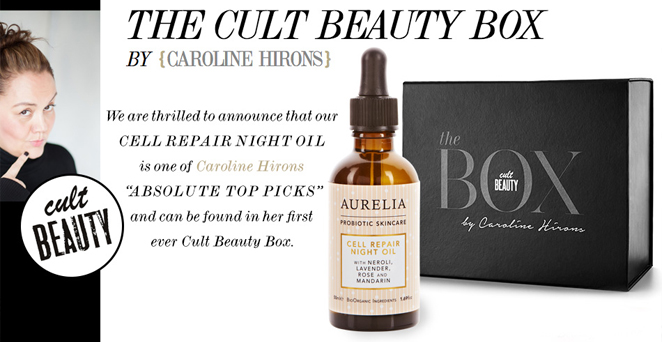 THE CULT BEAUTY BOX
BY {CAROLINE HIRONS}
We are thrilled to announce that our
CELL REPAIR NIGHT OIL
is one of Caroline Hirons
“ABSOLUTE TOP PICKS”
and can be found in her first
ever Cult Beauty Box.
cult
BEAUTY
AURELIA
PROBIOTIC SKINCARE
CELL REPAIR
NIGHT OIL
WITH NEROLI,
LAVENDER,
ROSE AND
MANDARIN
BioOrganic Ingredients
the
BOX
cult
BEAUTY
by Caroline Hirons